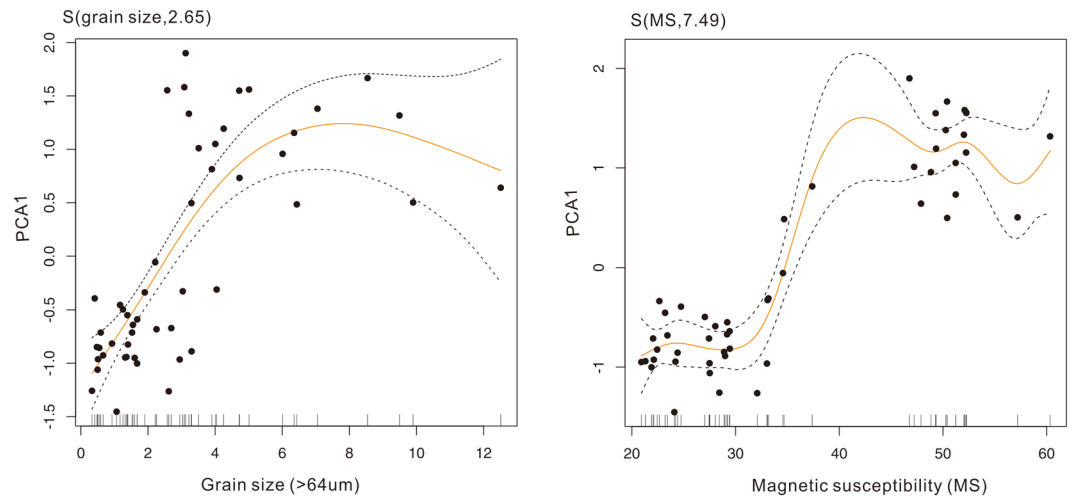 S(grain size,2.65)
2.0
1.5
1.0
0.5
0.0
-0.5
-1.0
-1.5
PCA1
0 2 4 6 8 10 12
Grain size (>64um)
S(MS,7.49)
2
1
0
-1
PCA1
20 30 40 50 60
Magnetic susceptibility (MS)